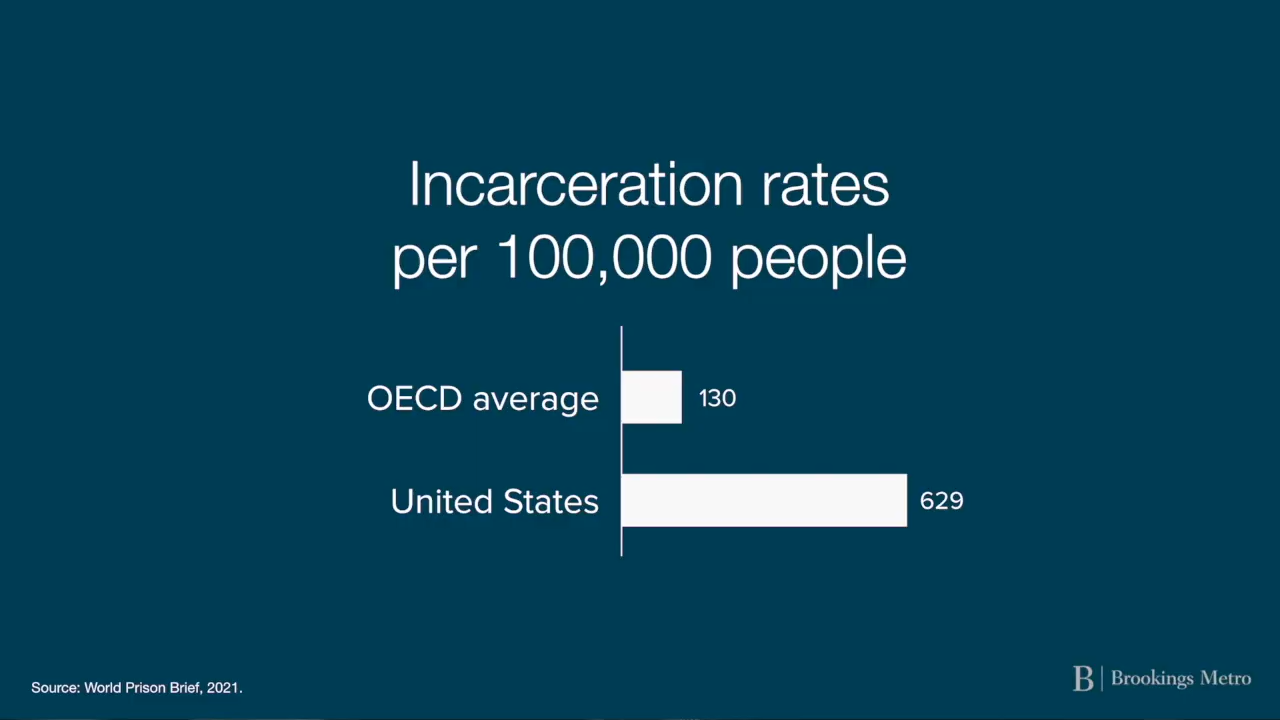 Incarceration rates
per 100,000 people
OECD average 130
United States 629
Source: World Prison Brief, 2021.
B | Brookings Metro